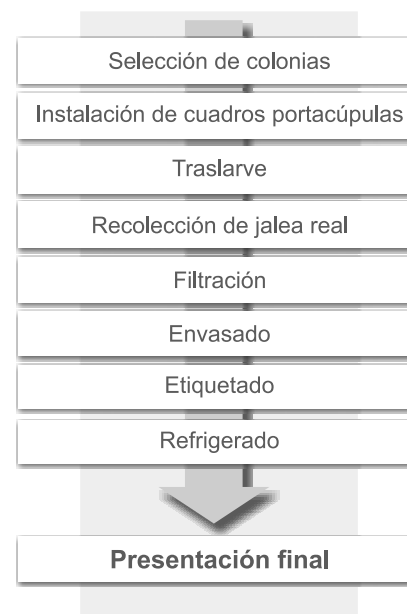 Selección de colonias
Instalación de cuadros portacúpulas
Traslarve
Recolección de jalea real
Filtración
Envasado
Etiquetado
Refrigerado
Presentación final